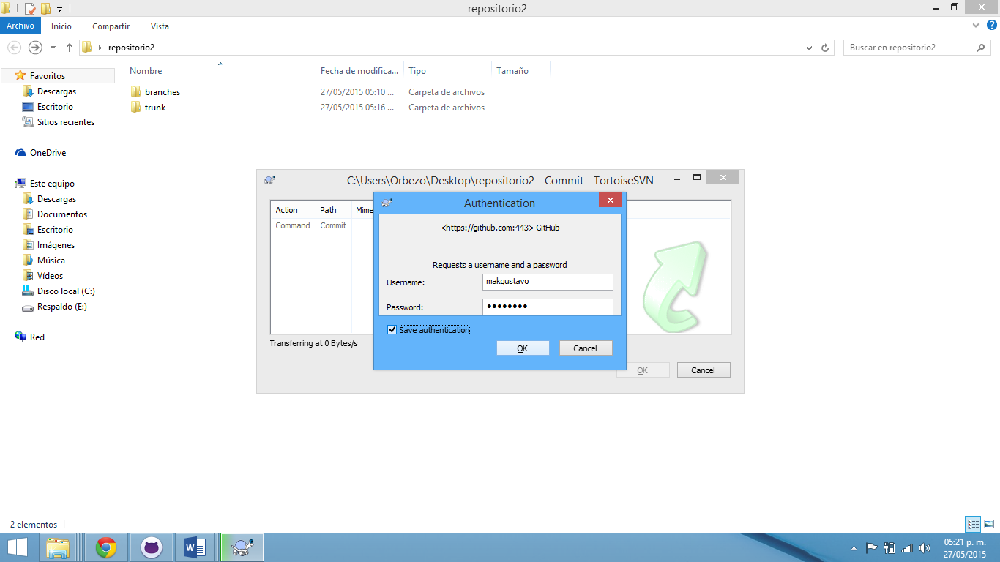 repositorio2
Archivo Inicio Compartir Vista
repositorio2
Buscar en repositorio2
Nombre Fecha de modifica... Tipo Tamaño
branches 27/05/2015 05:10 ... Carpeta de archivos
trunk 27/05/2015 05:16 ... Carpeta de archivos
Favoritos
Descargas
Escritorio
Sitios recientes
OneDrive
Este equipo
Descargas
Documentos
Escritorio
Imágenes
Música
Vídeos
Disco local (C:)
Respaldo (E:)
Red
C:\Users\Orbezo\Desktop\repositorio2 - Commit - TortoiseSVN
Action Path Mime
Command Commit
Transferring at 0 Bytes/s
OK Cancel
Authentication
<https://github.com:443> GitHub
Requests a username and a password
Username: makgustavo
Password: ●●●●●●●●
Save authentication
OK Cancel
2 elementos
05:21 p. m.
27/05/2015